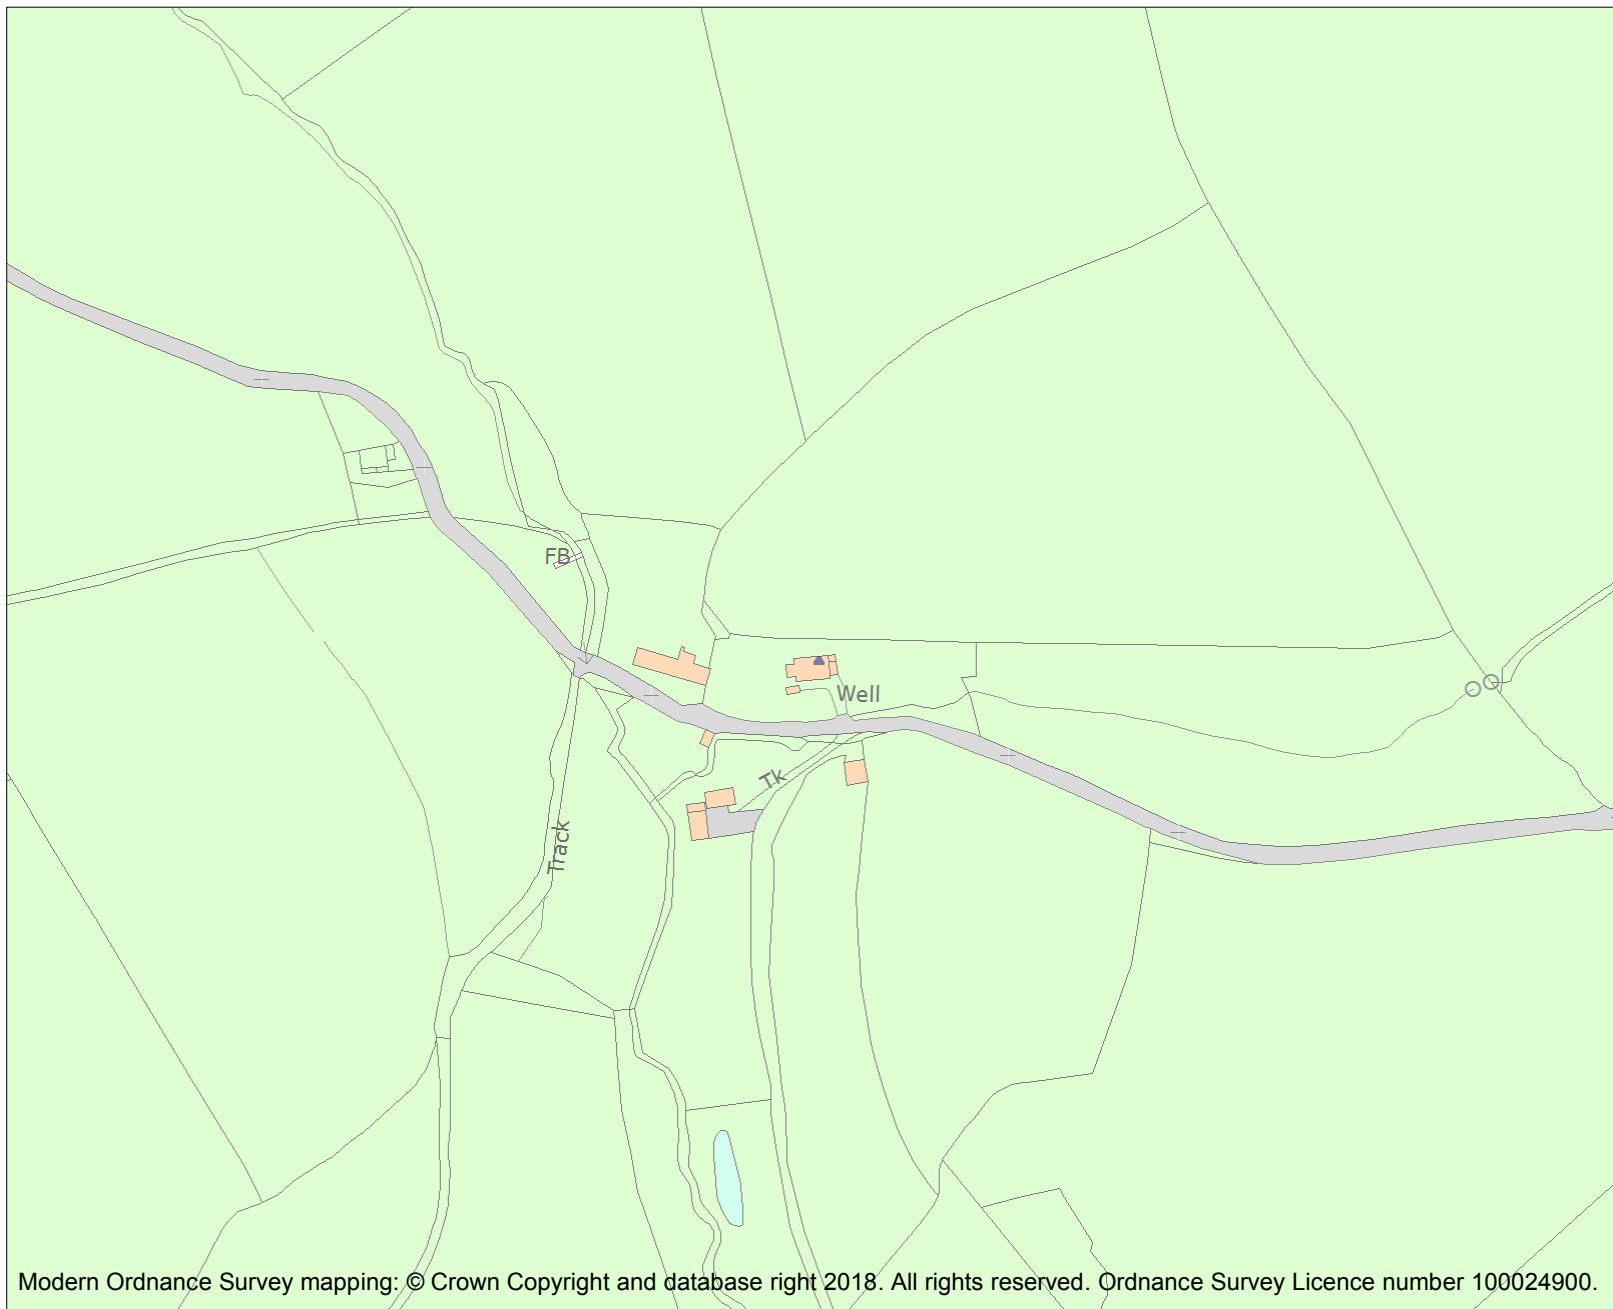 FB
Well
Tk
Track
Modern Ordnance Survey mapping: © Crown Copyright and database right 2018. All rights reserved. Ordnance Survey Licence number 100024900.